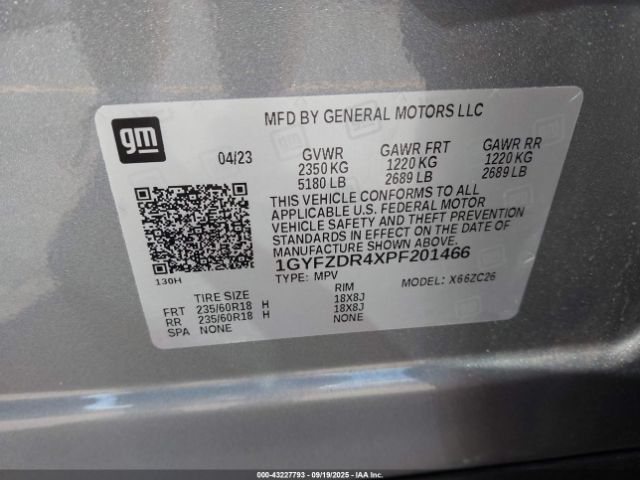 gm
MFD BY GENERAL MOTORS LLC
04/23 GVWR GAWR FRT GAWR RR
2350 KG 1220 KG 1220 KG
5180 LB 2689 LB 2689 LB
THIS VEHICLE CONFORMS TO ALL
APPLICABLE U.S. FEDERAL MOTOR
VEHICLE SAFETY AND THEFT PREVENTION
STANDARDS IN EFFECT ON THE DATE OF
MANUFACTURE SHOWN ABOVE.
130H
1GYFZDR4XPF201466
TYPE: MPV MODEL: X66ZC26
TIRE SIZE RIM
FRT 235/60R18 H 18X8J
RR 235/60R18 H 18X8J
SPA NONE NONE
000-43227793 - 09/19/2025 - IAAI.com